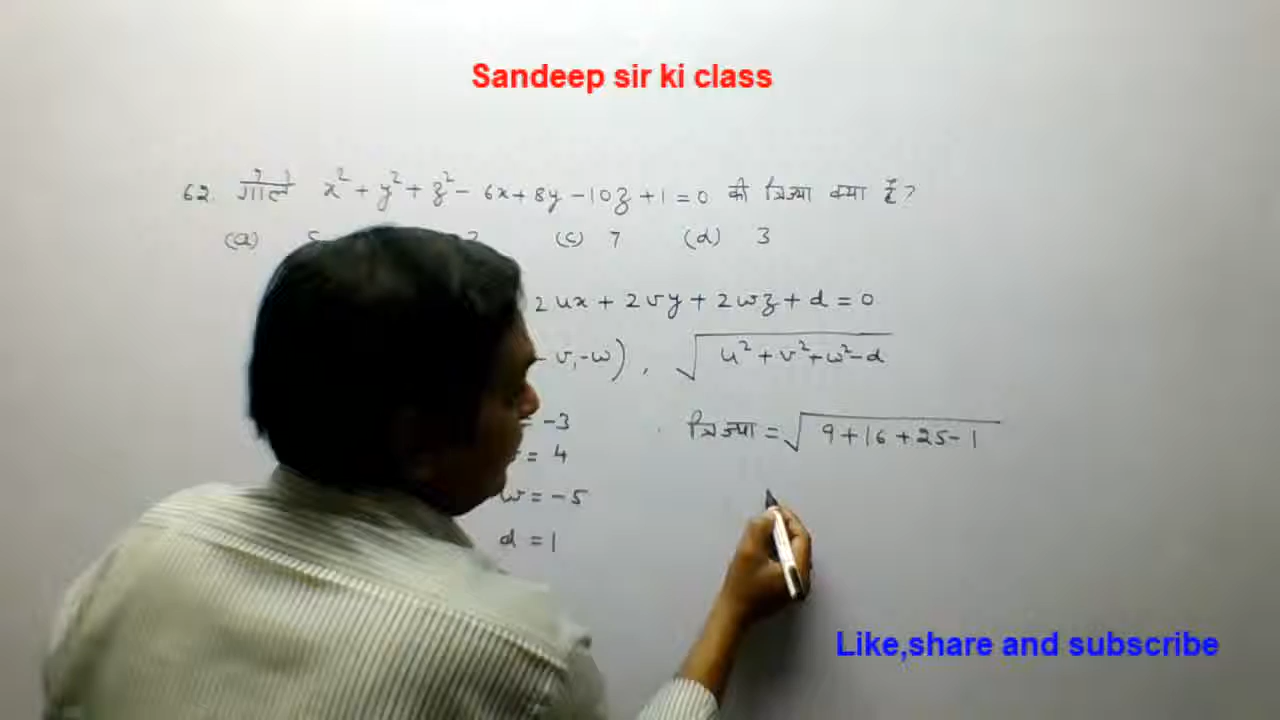 Sandeep sir ki class
62. गोले x² + y² + z² - 6x + 8y - 10z + 1 = 0 की त्रिज्या क्या है?
(a) 5 (c) 7 (d) 3
2ux + 2vy + 2wz + d = 0
v, -w), √(u² + v² + w² - d)
= -3
त्रिज्या = √(9 + 16 + 25 - 1)
= 4
w = -5
d = 1
Like,share and subscribe